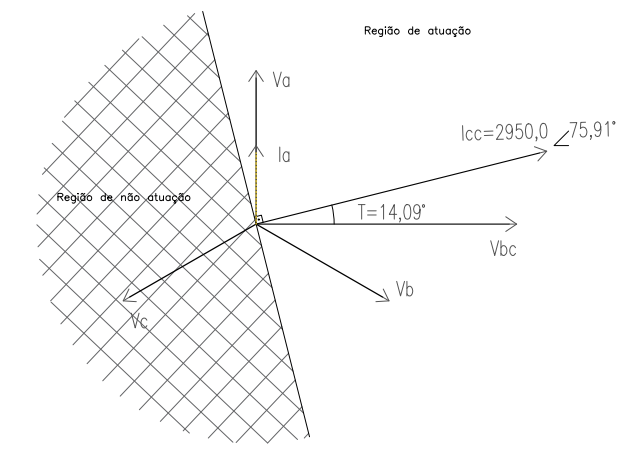 Região de atuação
Va
Icc=2950,0 ∠75,91°
Ia
Região de não atuação
T=14,09°
Vbc
Vb
Vc